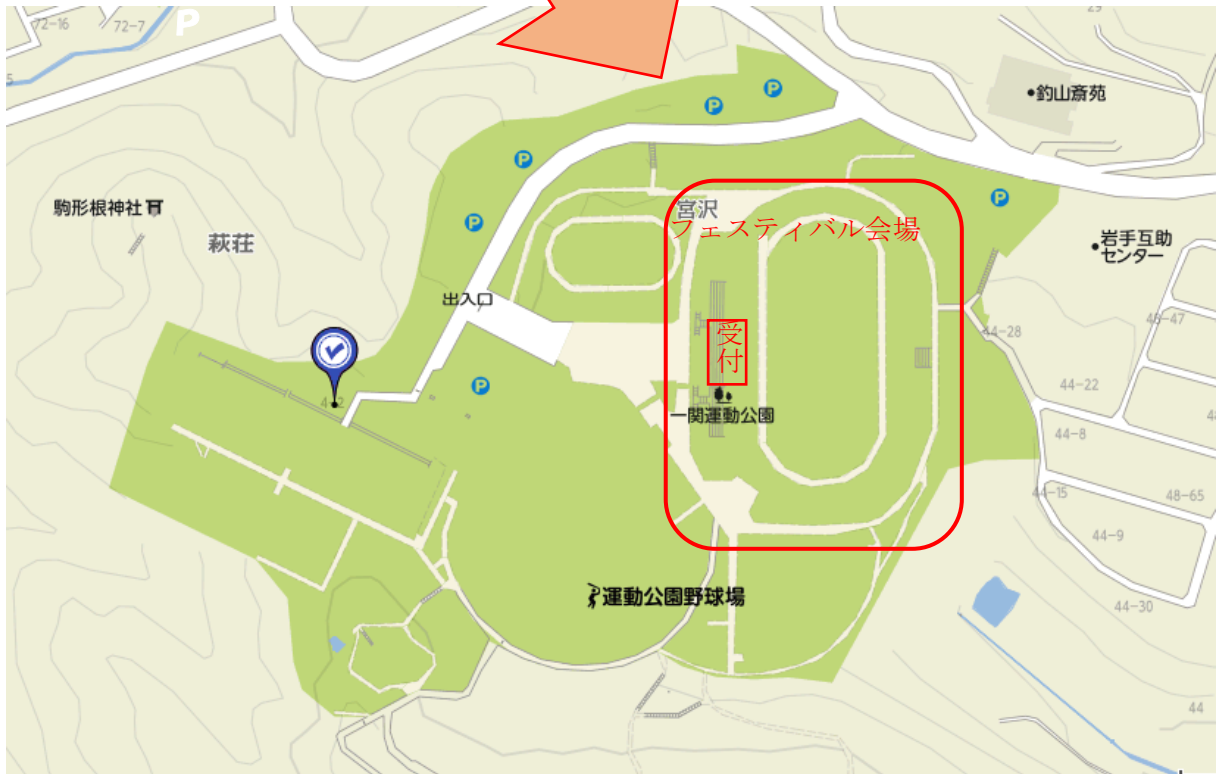 72-16
72-7
P
29
P
P
釣山斎苑
P
P
駒形根神社
萩荘
宮沢
フェスティバル会場
P
岩手互助
センター
出入口
受
付
44-28
48-47
P
一関運動公園
44-22
44-8
44-15
48-65
44-9
運動公園野球場
44-30
44